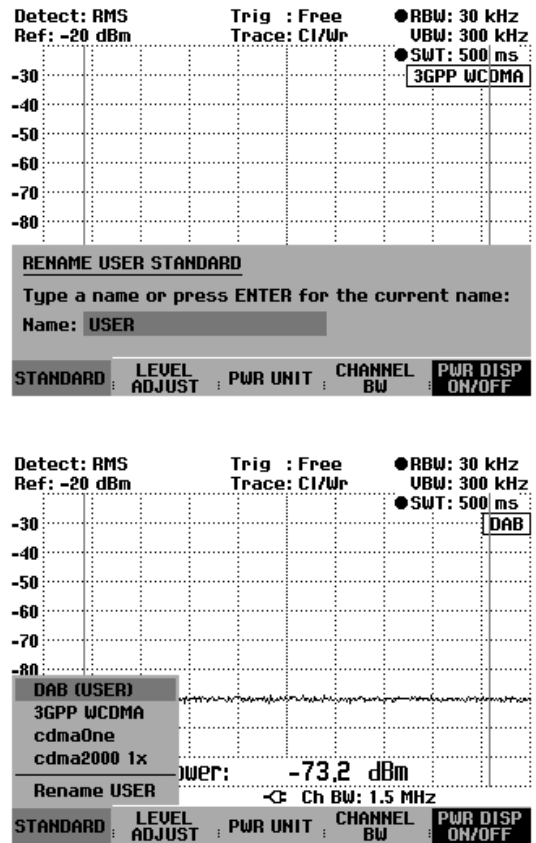 Detect: RMS Trig : Free ●RBW: 30 kHz
Ref: -20 dBm Trace: Cl/Wr VBW: 300 kHz
●SWT: 500 ms
3GPP WCDMA
-30
-40
-50
-60
-70
-80
RENAME USER STANDARD
Type a name or press ENTER for the current name:
Name: USER
STANDARD LEVEL ADJUST PWR UNIT CHANNEL BW PWR DISP ON/OFF
Detect: RMS Trig : Free ●RBW: 30 kHz
Ref: -20 dBm Trace: Cl/Wr VBW: 300 kHz
●SWT: 500 ms
DAB
-30
-40
-50
-60
-70
-80
DAB (USER)
3GPP WCDMA
cdmaOne
cdma2000 1x
Rename USER
ower: -73.2 dBm
Ch BW: 1.5 MHz
STANDARD LEVEL ADJUST PWR UNIT CHANNEL BW PWR DISP ON/OFF